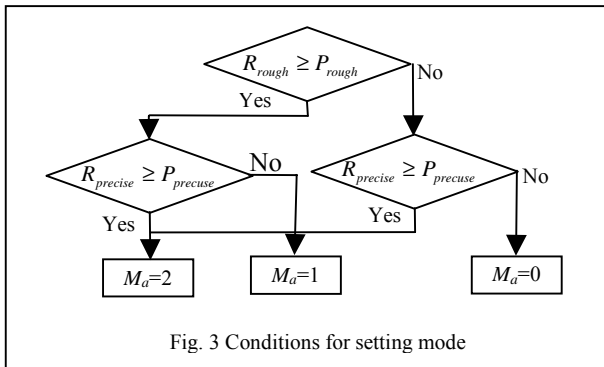 R_rough ≥ P_rough
No
Yes
R_precise ≥ P_precuse
No
R_precise ≥ P_precuse
No
Yes
Yes
M_a=2
M_a=1
M_a=0
Fig. 3 Conditions for setting mode